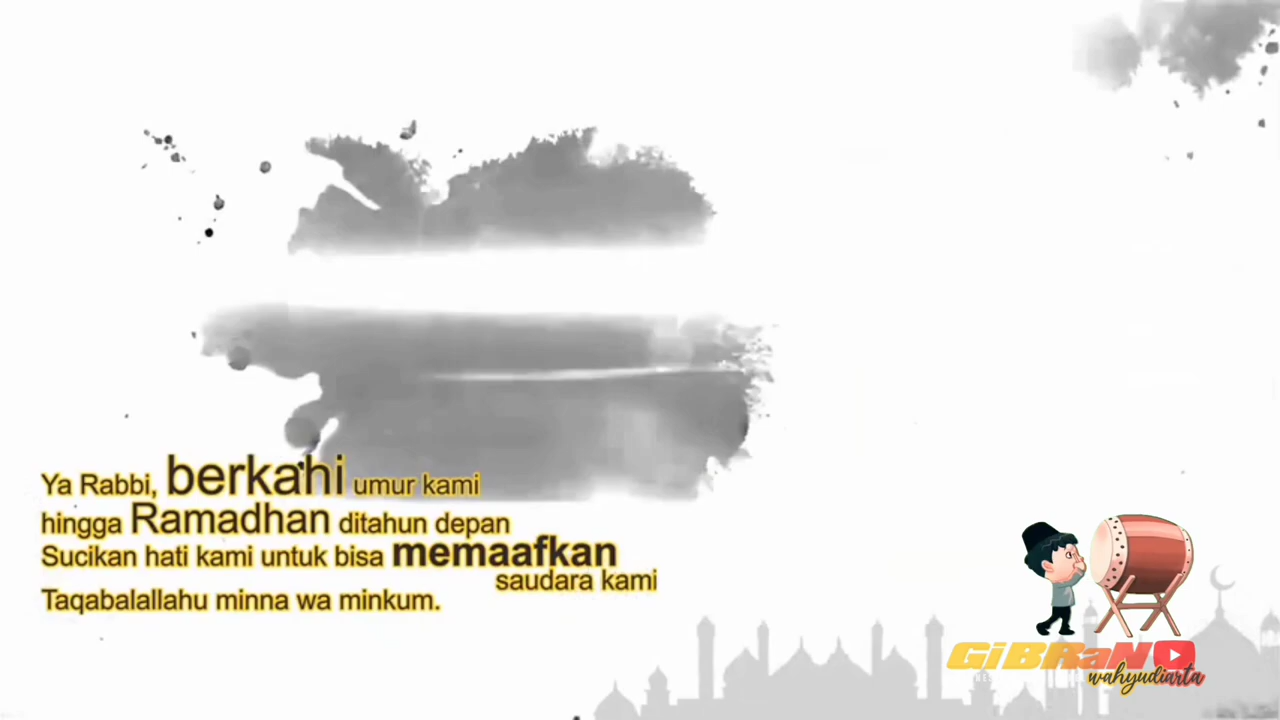 Ya Rabbi, berkahi umur kami
hingga Ramadhan ditahun depan
Sucikan hati kami untuk bisa memaafkan
saudara kami
Taqabalallahu minna wa minkum.
GiBRaN
wahyudiarta